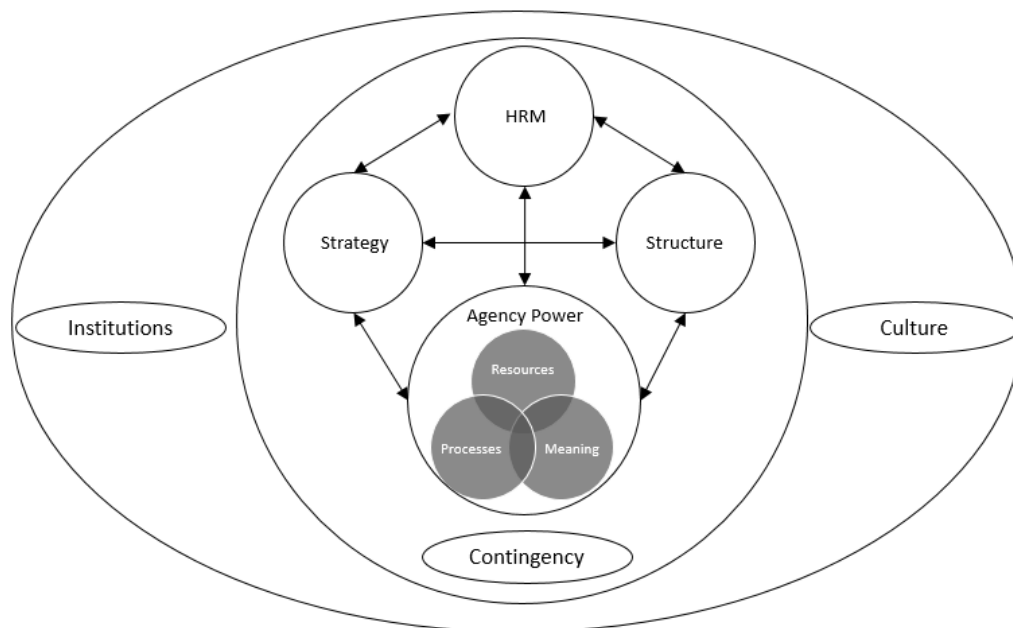 HRM
Strategy
Structure
Agency Power
Resources
Institutions
Culture
Processes
Meaning
Contingency